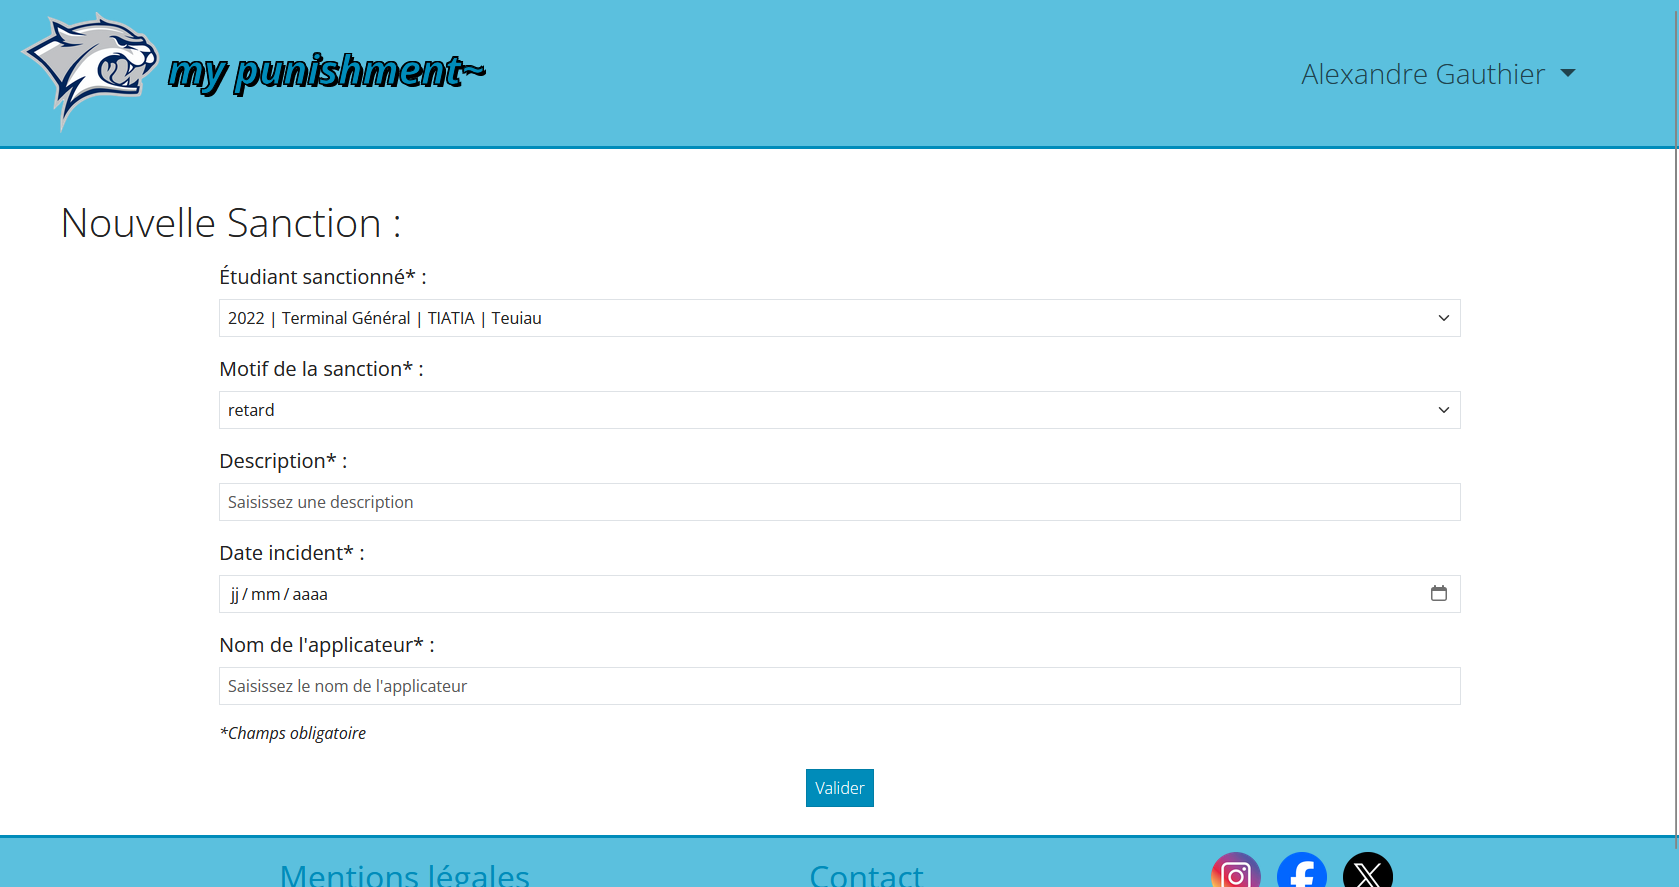 my punishment~
Alexandre Gauthier
Nouvelle Sanction :
Étudiant sanctionné* :
2022 | Terminal Général | TIATIA | Teuiau
Motif de la sanction* :
retard
Description* :
Saisissez une description
Date incident* :
jj/mm/aaaa
Nom de l'applicateur* :
Saisissez le nom de l'applicateur
*Champs obligatoire
Valider
Mentions légales
Contact